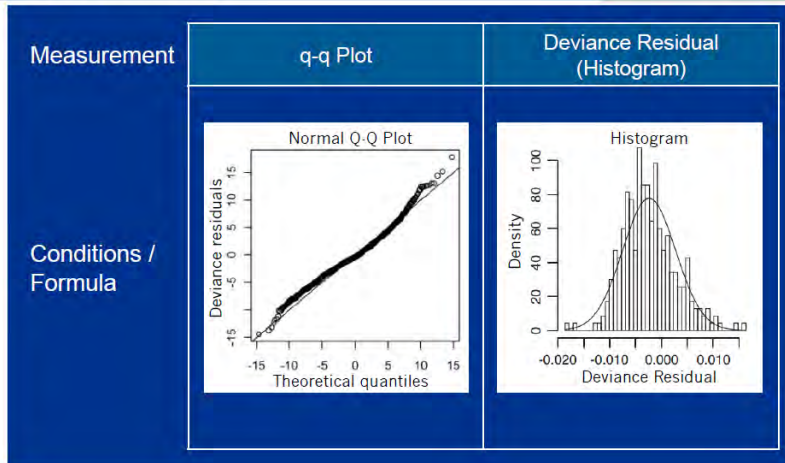 Measurement
q-q Plot
Deviance Residual
(Histogram)
Conditions /
Formula
Normal Q-Q Plot
Deviance residuals
15
10
5
0
-5
-15
-15 -10 -5 0 5 10 15
Theoretical quantiles
Histogram
Density
100
80
60
40
20
0
-0.020 -0.010 0.000 0.010
Deviance Residual